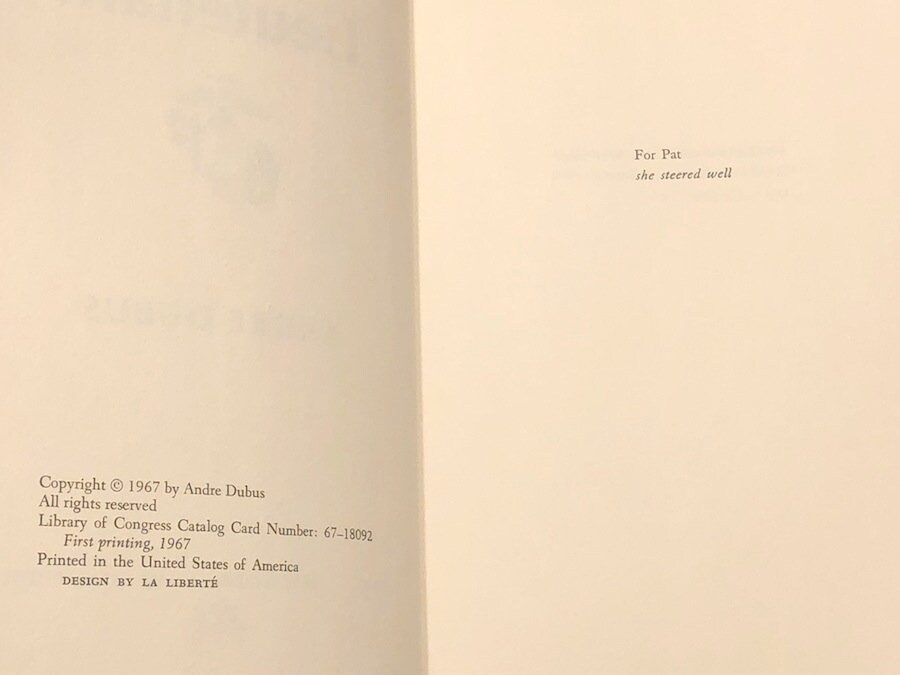 Copyright © 1967 by Andre Dubus
All rights reserved
Library of Congress Catalog Card Number: 67–18092
First printing, 1967
Printed in the United States of America
DESIGN BY LA LIBERTÉ
For Pat
she steered well